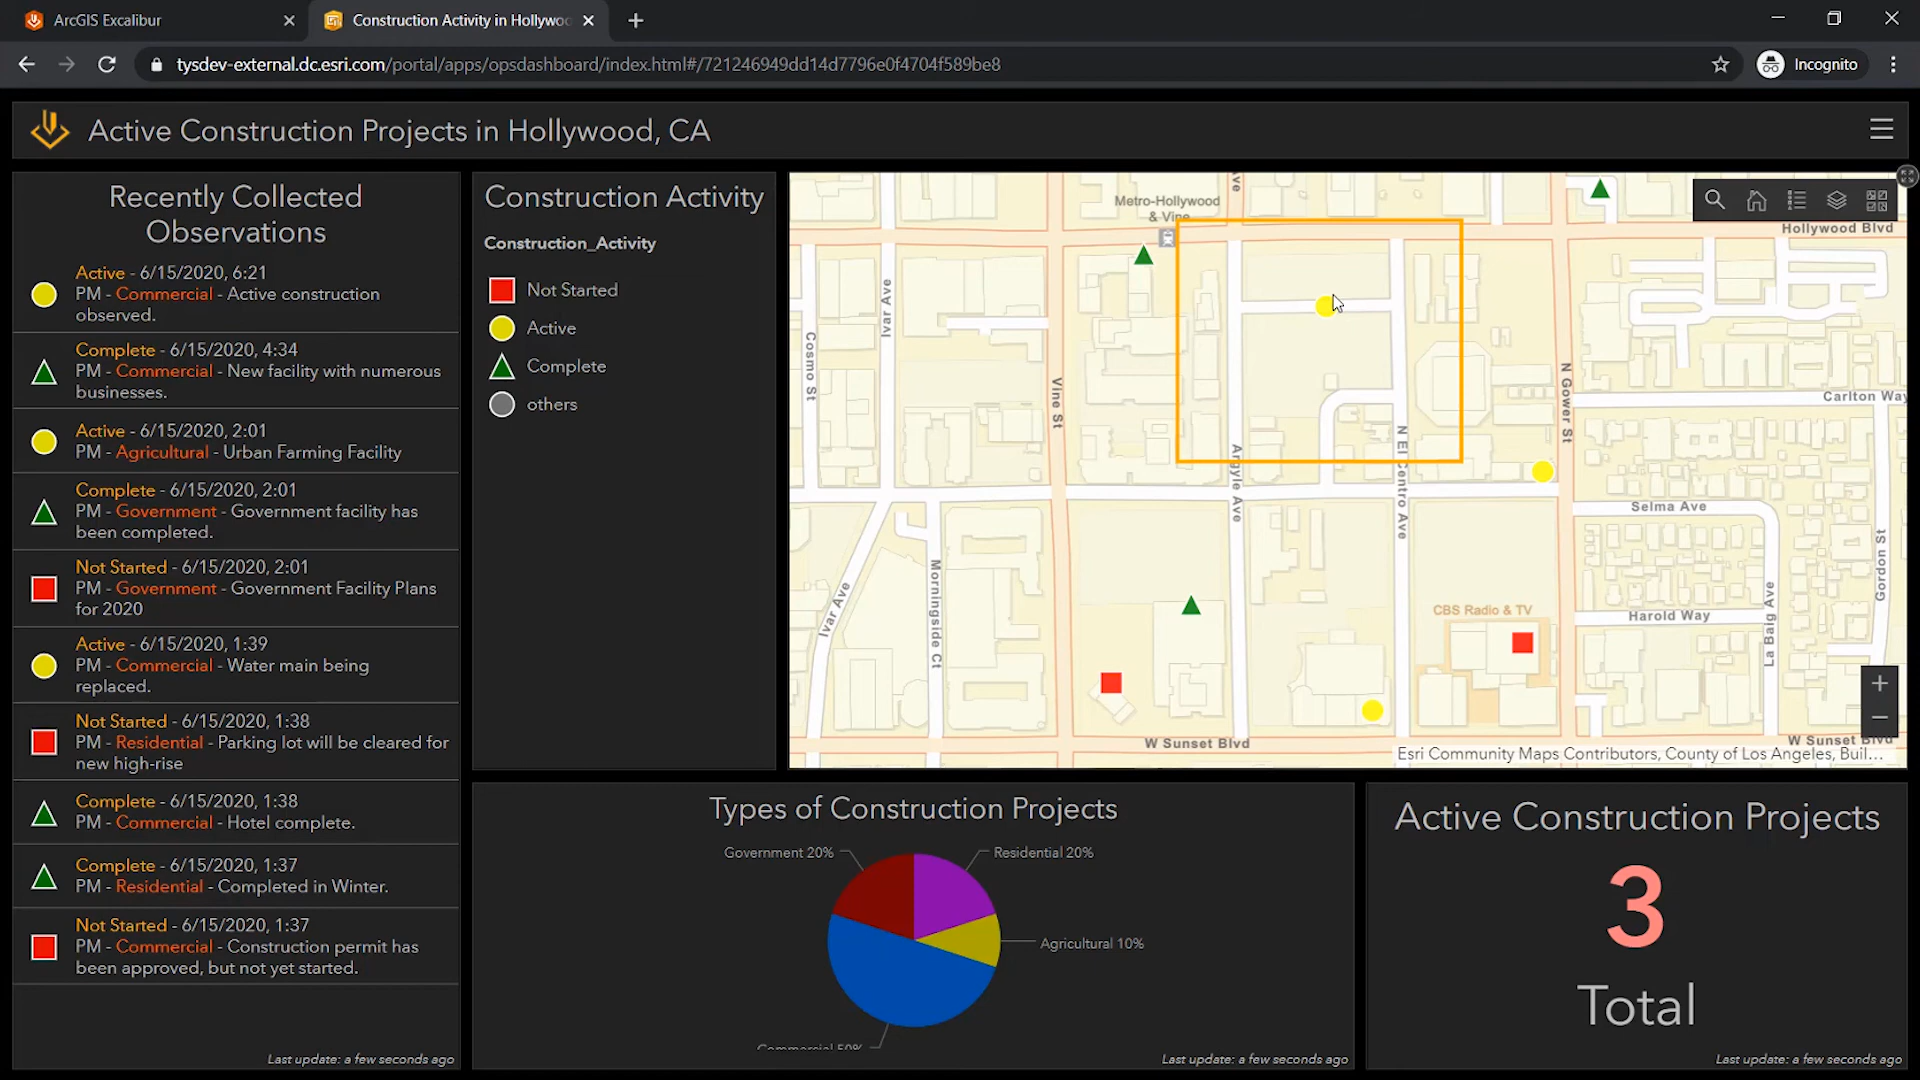 ArcGIS Excalibur
Construction Activity in Hollywoo
tysdev-external.dc.esri.com/portal/apps/opsdashboard/index.html#/721246949dd14d7796e0f4704f589be8
Incognito
Active Construction Projects in Hollywood, CA
Recently Collected
Observations
Active - 6/15/2020, 6:21
PM - Commercial - Active construction
observed.
Complete - 6/15/2020, 4:34
PM - Commercial - New facility with numerous
businesses.
Active - 6/15/2020, 2:01
PM - Agricultural - Urban Farming Facility
Complete - 6/15/2020, 2:01
PM - Government - Government facility has
been completed.
Not Started - 6/15/2020, 2:01
PM - Government - Government Facility Plans
for 2020
Active - 6/15/2020, 1:39
PM - Commercial - Water main being
replaced.
Not Started - 6/15/2020, 1:38
PM - Residential - Parking lot will be cleared for
new high-rise
Complete - 6/15/2020, 1:38
PM - Commercial - Hotel complete.
Complete - 6/15/2020, 1:37
PM - Residential - Completed in Winter.
Not Started - 6/15/2020, 1:37
PM - Commercial - Construction permit has
been approved, but not yet started.
Last update: a few seconds ago
Construction Activity
Construction_Activity
Not Started
Active
Complete
others
Metro-Hollywood
& Vine
Ave
Hollywood Blvd
Ivar Ave
Cosmo St
Vine St
N Gower St
Carlton Way
Argyle Ave
N El Centro Ave
Selma Ave
Gordon St
Morningside Ct
Ivar Ave
CBS Radio & TV
Harold Way
La Baig Ave
W Sunset Blvd
W Sunset Blvd
Esri Community Maps Contributors, County of Los Angeles, Buil...
Types of Construction Projects
Government 20%
Residential 20%
Agricultural 10%
Commercial 50%
Last update: a few seconds ago
Active Construction Projects
3
Total
Last update: a few seconds ago